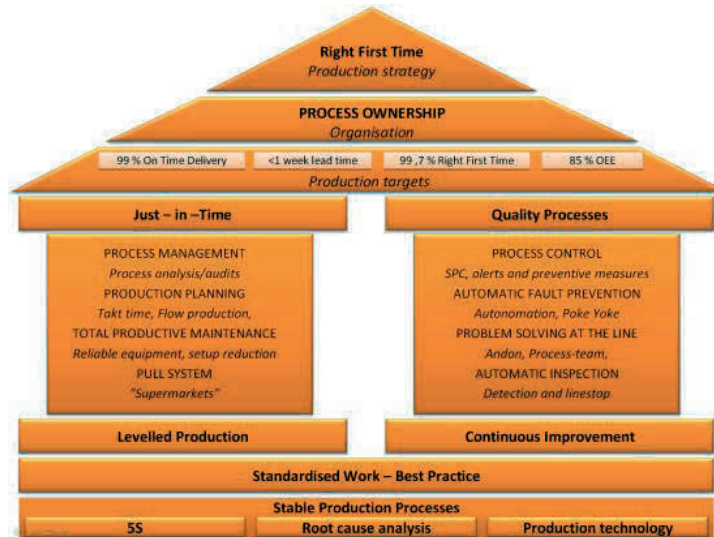 Right First Time
Production strategy
PROCESS OWNERSHIP
Organisation
99 % On Time Delivery
<1 week lead time
99 ,7 % Right First Time
85 % OEE
Production targets
Just – in –Time
PROCESS MANAGEMENT
Process analysis/audits
PRODUCTION PLANNING
Takt time, Flow production,
TOTAL PRODUCTIVE MAINTENANCE
Reliable equipment, setup reduction
PULL SYSTEM
"Supermarkets"
Levelled Production
Quality Processes
PROCESS CONTROL
SPC, alerts and preventive measures
AUTOMATIC FAULT PREVENTION
Autonomation, Poke Yoke
PROBLEM SOLVING AT THE LINE
Andon, Process-team,
AUTOMATIC INSPECTION
Detection and linestop
Continuous Improvement
Standardised Work – Best Practice
Stable Production Processes
5S
Root cause analysis
Production technology